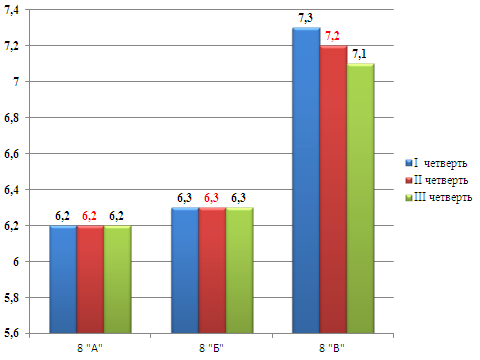 7,4
7,2
7
6,8
6,6
6,4
6,2
6
5,8
5,6
6,2 6,2 6,2
6,3 6,3 6,3
7,3 7,2 7,1
8 "А" 8 "Б" 8 "В"
I четверть
II четверть
III четверть